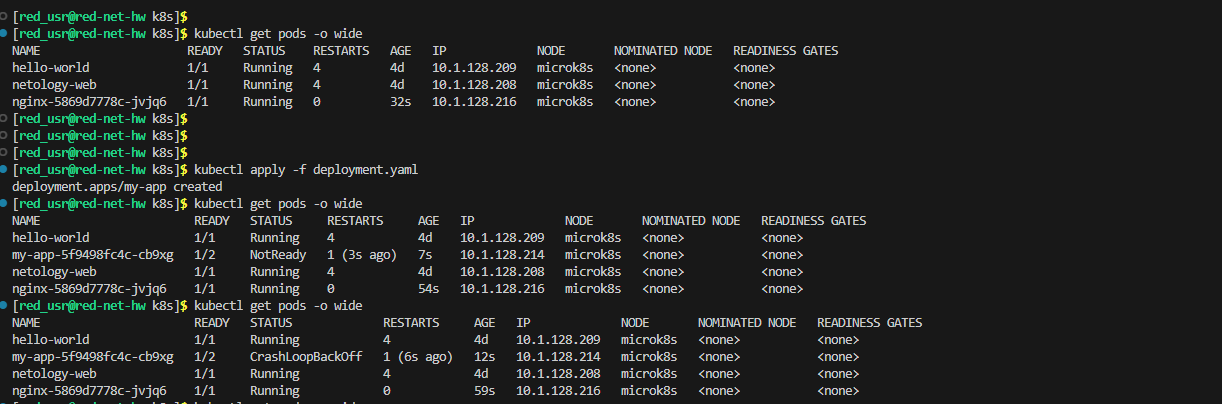 [red_usr@red-net-hw k8s]$
[red_usr@red-net-hw k8s]$ kubectl get pods -o wide
NAME READY STATUS RESTARTS AGE IP NODE NOMINATED NODE READINESS GATES
hello-world 1/1 Running 4 4d 10.1.128.209 microk8s <none> <none>
netology-web 1/1 Running 4 4d 10.1.128.208 microk8s <none> <none>
nginx-5869d7778c-jvjq6 1/1 Running 0 32s 10.1.128.216 microk8s <none> <none>
[red_usr@red-net-hw k8s]$
[red_usr@red-net-hw k8s]$
[red_usr@red-net-hw k8s]$
[red_usr@red-net-hw k8s]$ kubectl apply -f deployment.yaml
deployment.apps/my-app created
[red_usr@red-net-hw k8s]$ kubectl get pods -o wide
NAME READY STATUS RESTARTS AGE IP NODE NOMINATED NODE READINESS GATES
hello-world 1/1 Running 4 4d 10.1.128.209 microk8s <none> <none>
my-app-5f9498fc4c-cb9xg 1/2 NotReady 1 (3s ago) 7s 10.1.128.214 microk8s <none> <none>
netology-web 1/1 Running 4 4d 10.1.128.208 microk8s <none> <none>
nginx-5869d7778c-jvjq6 1/1 Running 0 54s 10.1.128.216 microk8s <none> <none>
[red_usr@red-net-hw k8s]$ kubectl get pods -o wide
NAME READY STATUS RESTARTS AGE IP NODE NOMINATED NODE READINESS GATES
hello-world 1/1 Running 4 4d 10.1.128.209 microk8s <none> <none>
my-app-5f9498fc4c-cb9xg 1/2 CrashLoopBackOff 1 (6s ago) 12s 10.1.128.214 microk8s <none> <none>
netology-web 1/1 Running 4 4d 10.1.128.208 microk8s <none> <none>
nginx-5869d7778c-jvjq6 1/1 Running 0 59s 10.1.128.216 microk8s <none> <none>